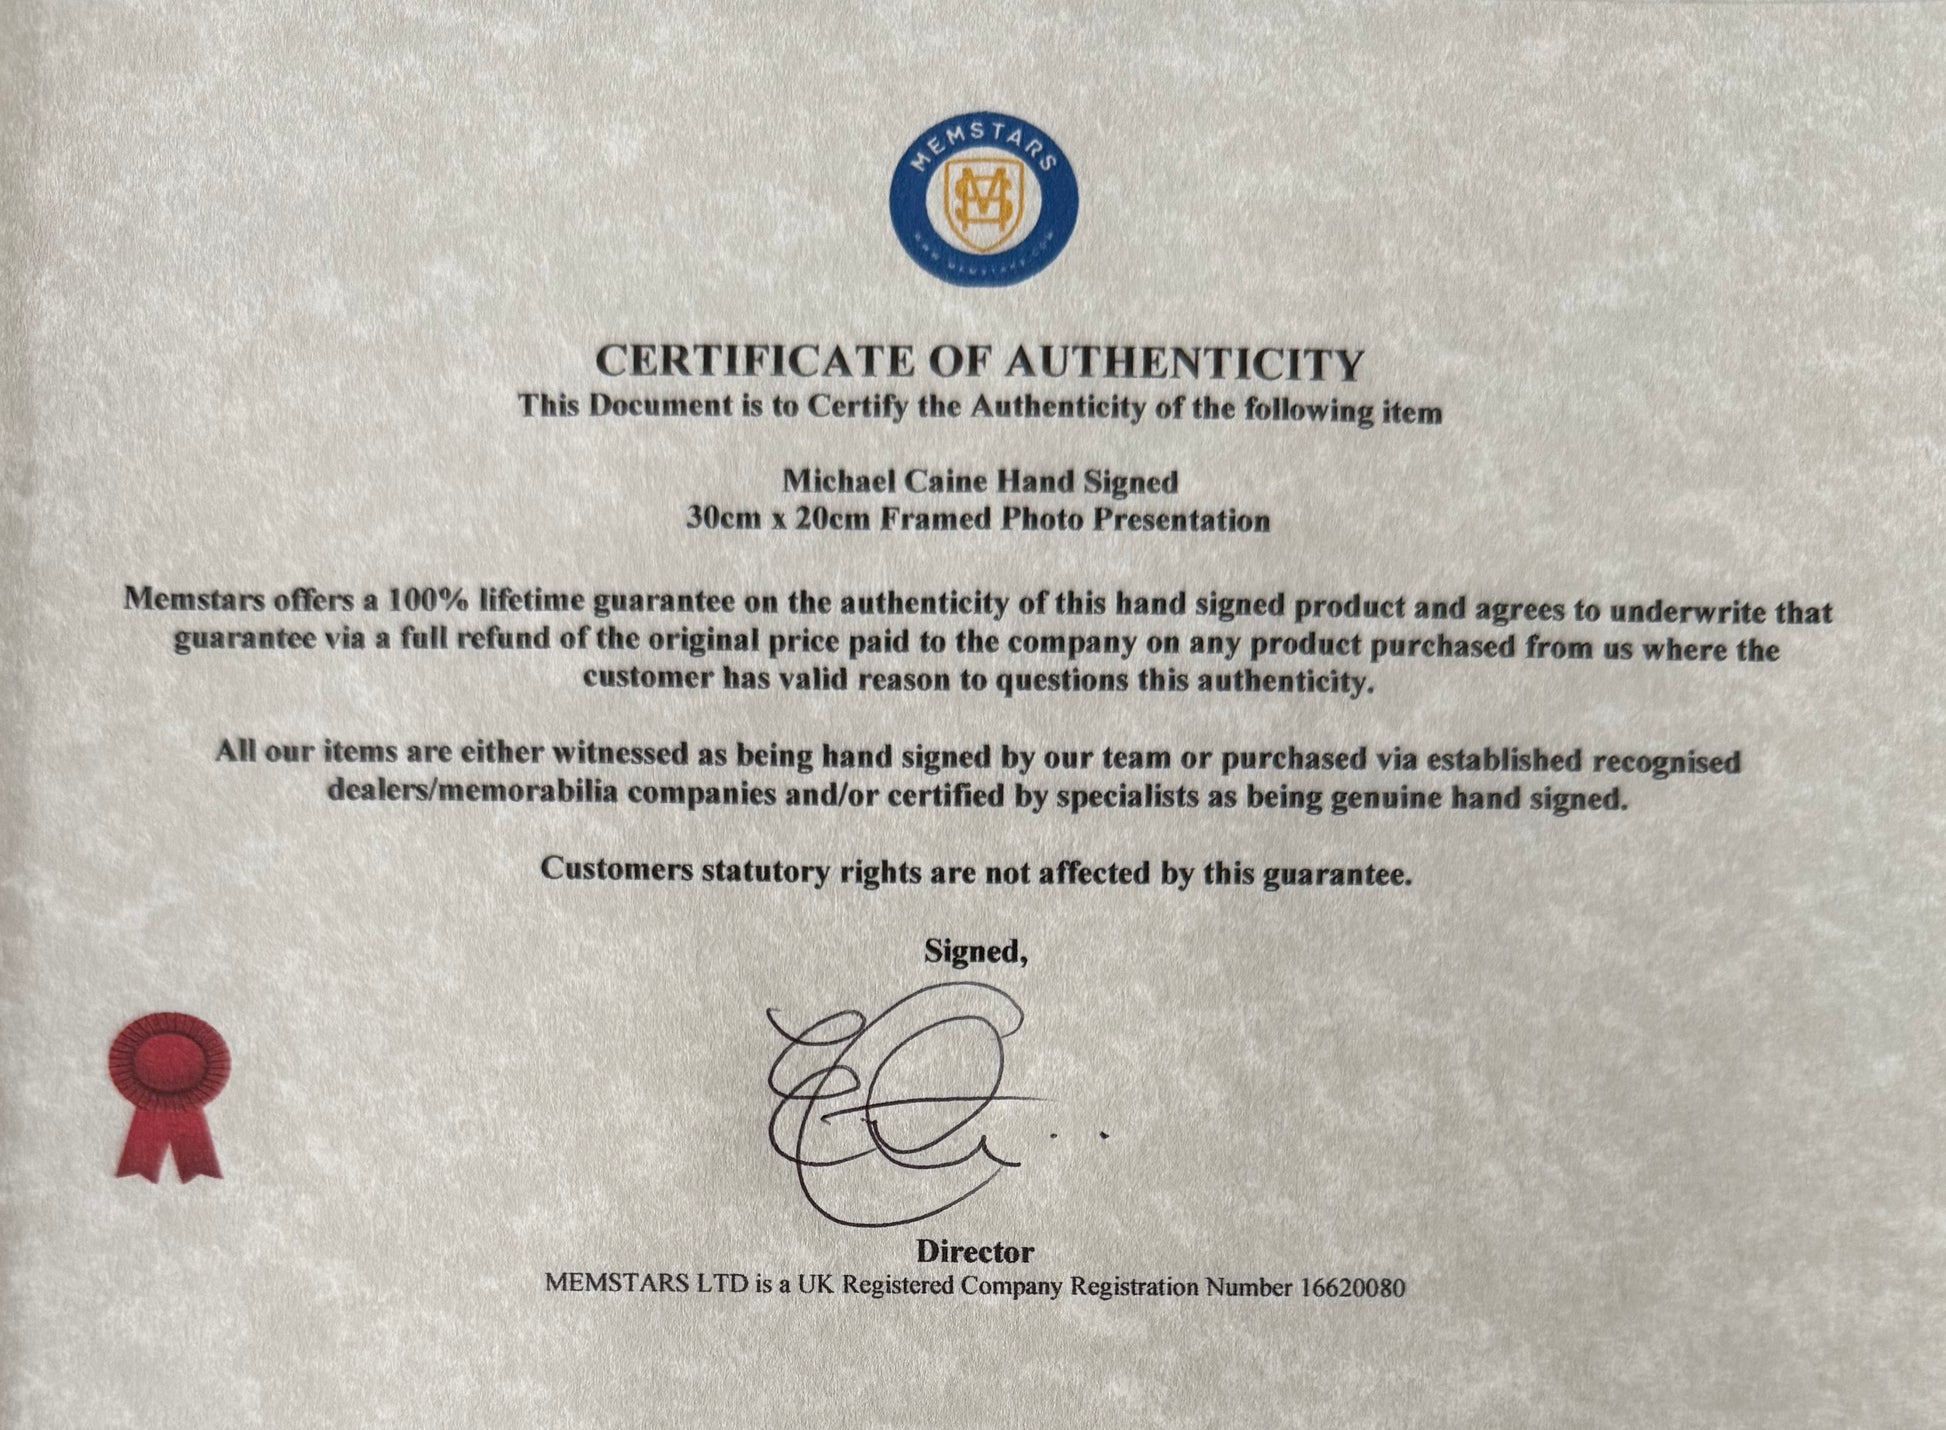 MEMSTARS
WWW.MEMSTARS.COM
CERTIFICATE OF AUTHENTICITY
This Document is to Certify the Authenticity of the following item
Michael Caine Hand Signed
30cm x 20cm Framed Photo Presentation
Memstars offers a 100% lifetime guarantee on the authenticity of this hand signed product and agrees to underwrite that
guarantee via a full refund of the original price paid to the company on any product purchased from us where the
customer has valid reason to questions this authenticity.
All our items are either witnessed as being hand signed by our team or purchased via established recognised
dealers/memorabilia companies and/or certified by specialists as being genuine hand signed.
Customers statutory rights are not affected by this guarantee.
Signed,
Director
MEMSTARS LTD is a UK Registered Company Registration Number 16620080